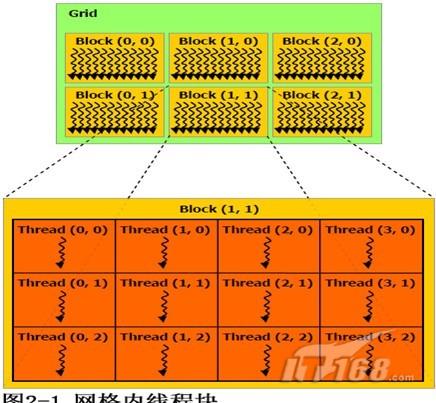 Grid
Block (0, 0) Block (1, 0) Block (2, 0)
Block (0, 1) Block (1, 1) Block (2, 1)
Block (1, 1)
Thread (0, 0) Thread (1, 0) Thread (2, 0) Thread (3, 0)
Thread (0, 1) Thread (1, 1) Thread (2, 1) Thread (3, 1)
Thread (0, 2) Thread (1, 2) Thread (2, 2) Thread (3, 2)
IT168.com
图2-1 网格内线程块